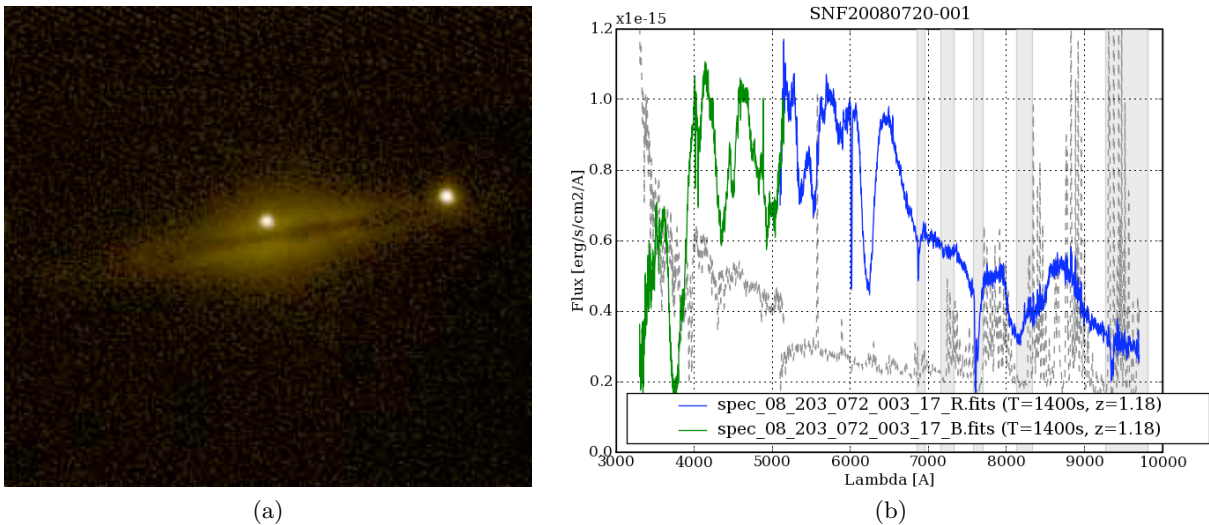 SNF20080720-001
x1e-15
1.2
1.0
0.8
0.6
0.4
0.2
0.0
Flux [erg/s/cm2/A]
spec_08_203_072_003_17_R.fits (T=1400s, z=1.18)
spec_08_203_072_003_17_B.fits (T=1400s, z=1.18)
3000 4000 5000 6000 7000 8000 9000 10000
Lambda [A]
(a) (b)